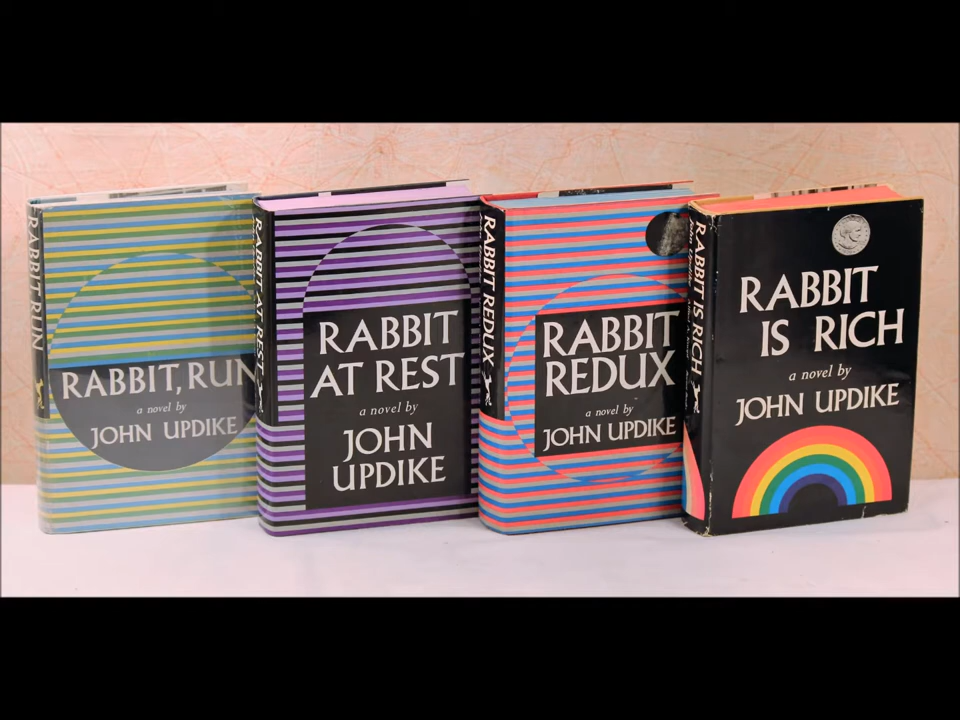 RABBIT RUN
RABBIT, RUN
a novel by
JOHN UPDIKE
RABBIT AT REST
RABBIT
AT REST
a novel by
JOHN
UPDIKE
RABBIT REDUX
RABBIT
REDUX
a novel by
JOHN UPDIKE
RABBIT IS RICH
RABBIT
IS RICH
a novel by
JOHN UPDIKE